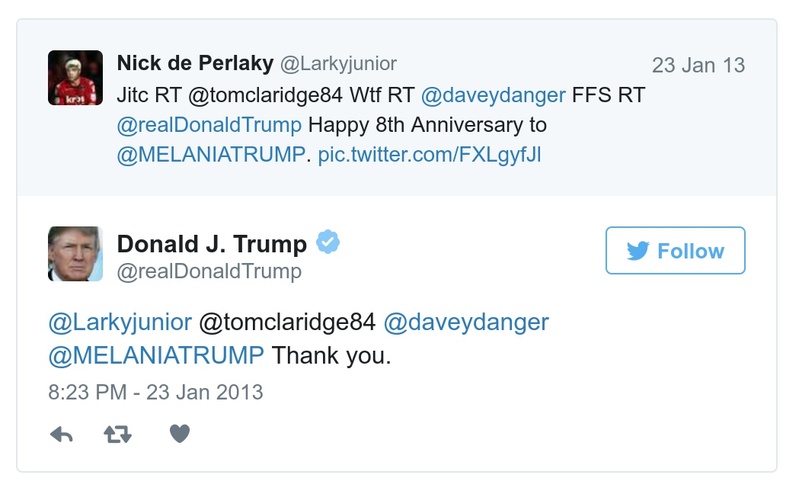 Nick de Perlaky @Larkyjunior 23 Jan 13
Jitc RT @tomclaridge84 Wtf RT @daveydanger FFS RT
@realDonaldTrump Happy 8th Anniversary to
@MELANIATRUMP. pic.twitter.com/FXLgyfJl
Donald J. Trump
@realDonaldTrump
Follow
@Larkyjunior @tomclaridge84 @daveydanger
@MELANIATRUMP Thank you.
8:23 PM - 23 Jan 2013